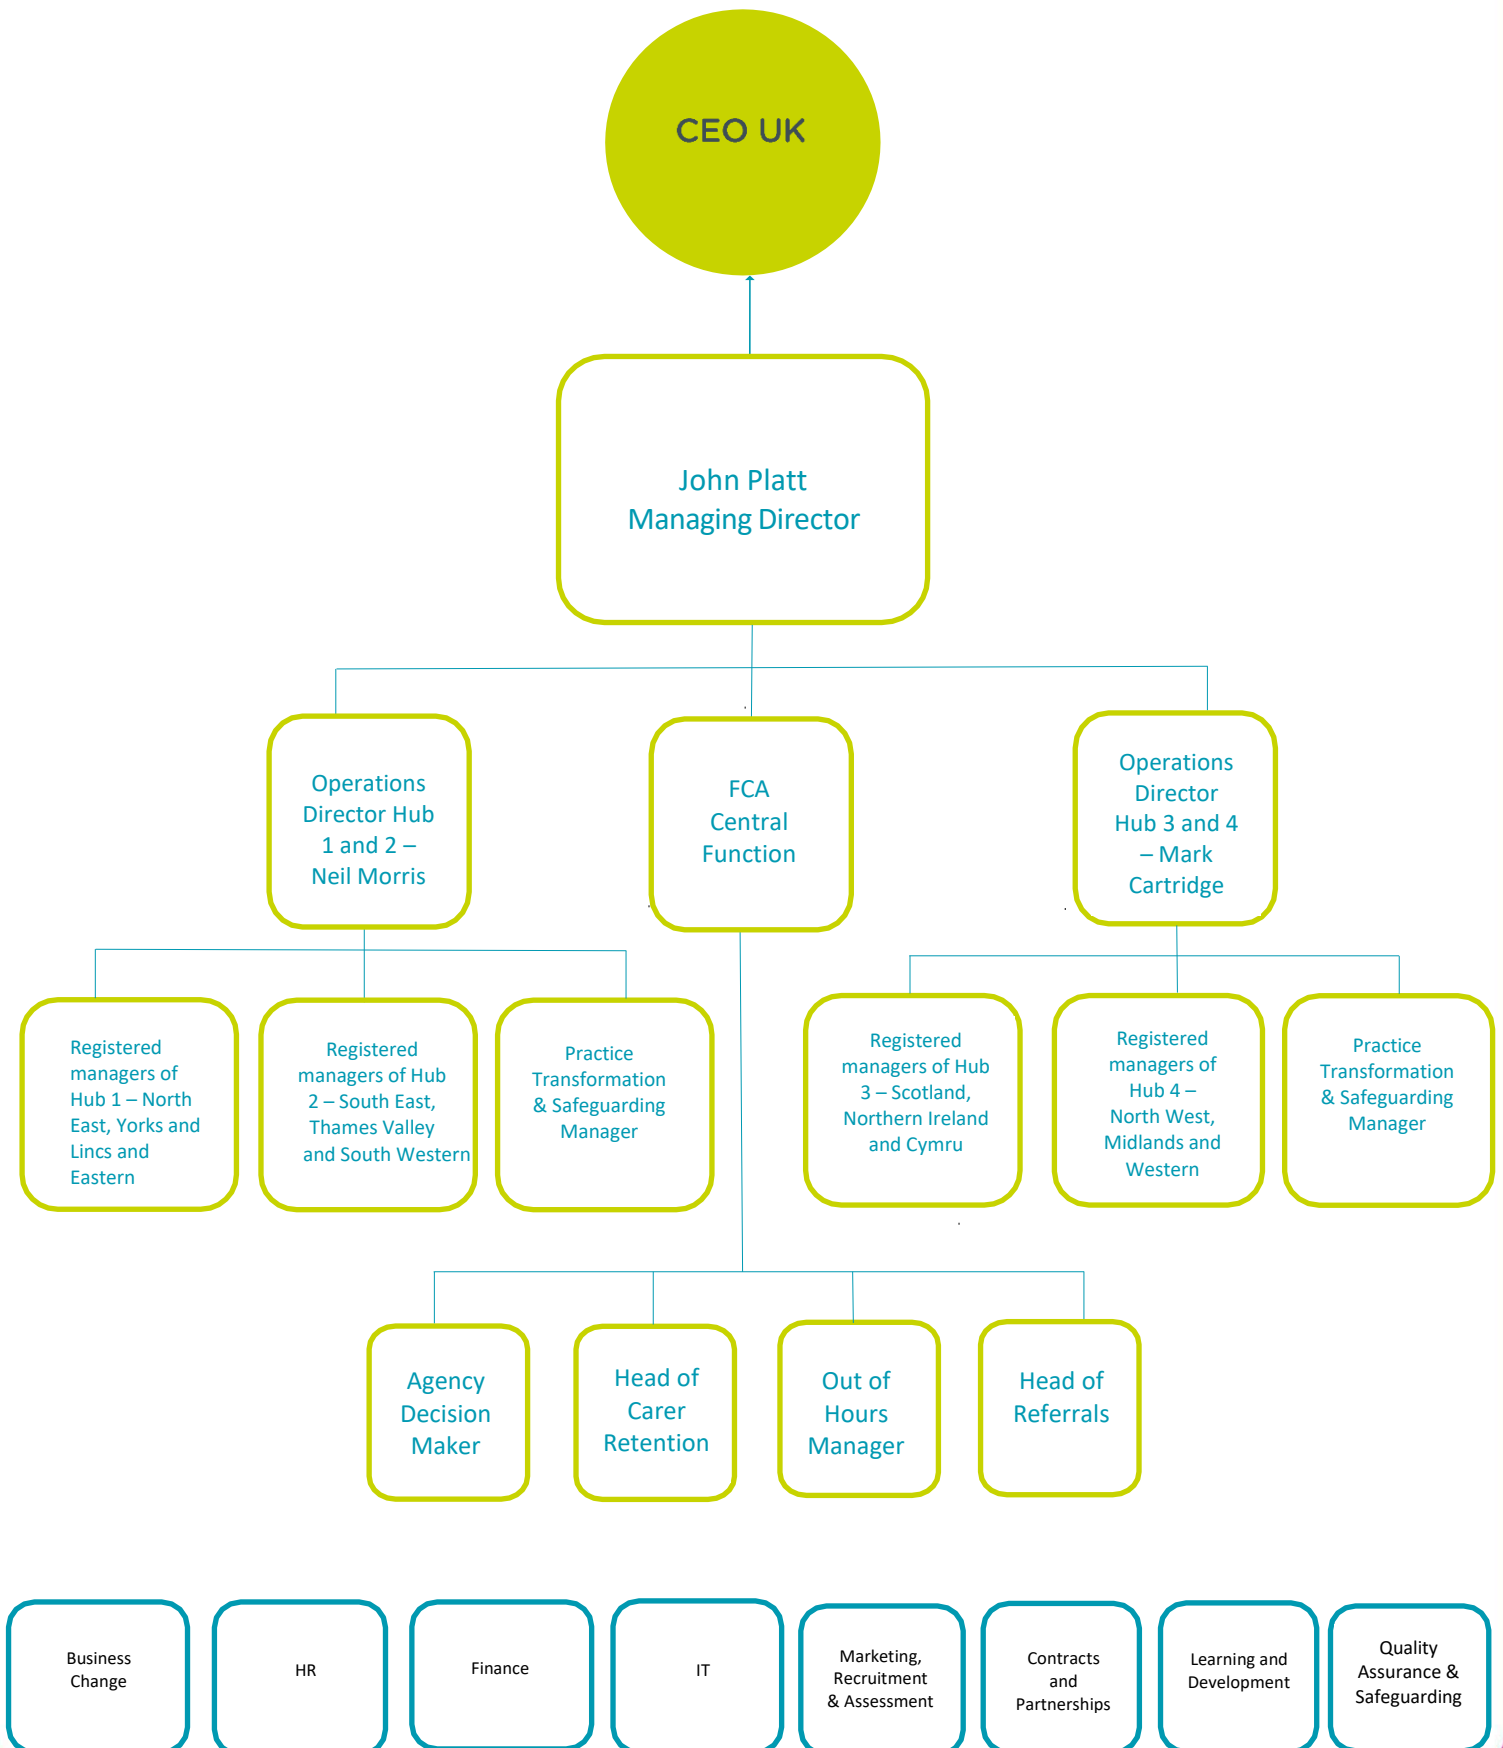 CEO UK
John Platt
Managing Director
Operations
Director Hub
1 and 2 –
Neil Morris
FCA
Central
Function
Operations
Director
Hub 3 and 4
– Mark
Cartridge
Registered
managers of
Hub 1 – North
East, Yorks and
Lincs and
Eastern
Registered
managers of Hub
2 – South East,
Thames Valley
and South Western
Practice
Transformation
& Safeguarding
Manager
Registered
managers of Hub
3 – Scotland,
Northern Ireland
and Cymru
Registered
managers of
Hub 4 –
North West,
Midlands and
Western
Practice
Transformation
& Safeguarding
Manager
Agency
Decision
Maker
Head of
Carer
Retention
Out of
Hours
Manager
Head of
Referrals
Business
Change
HR
Finance
IT
Marketing,
Recruitment
& Assessment
Contracts
and
Partnerships
Learning and
Development
Quality
Assurance &
Safeguarding